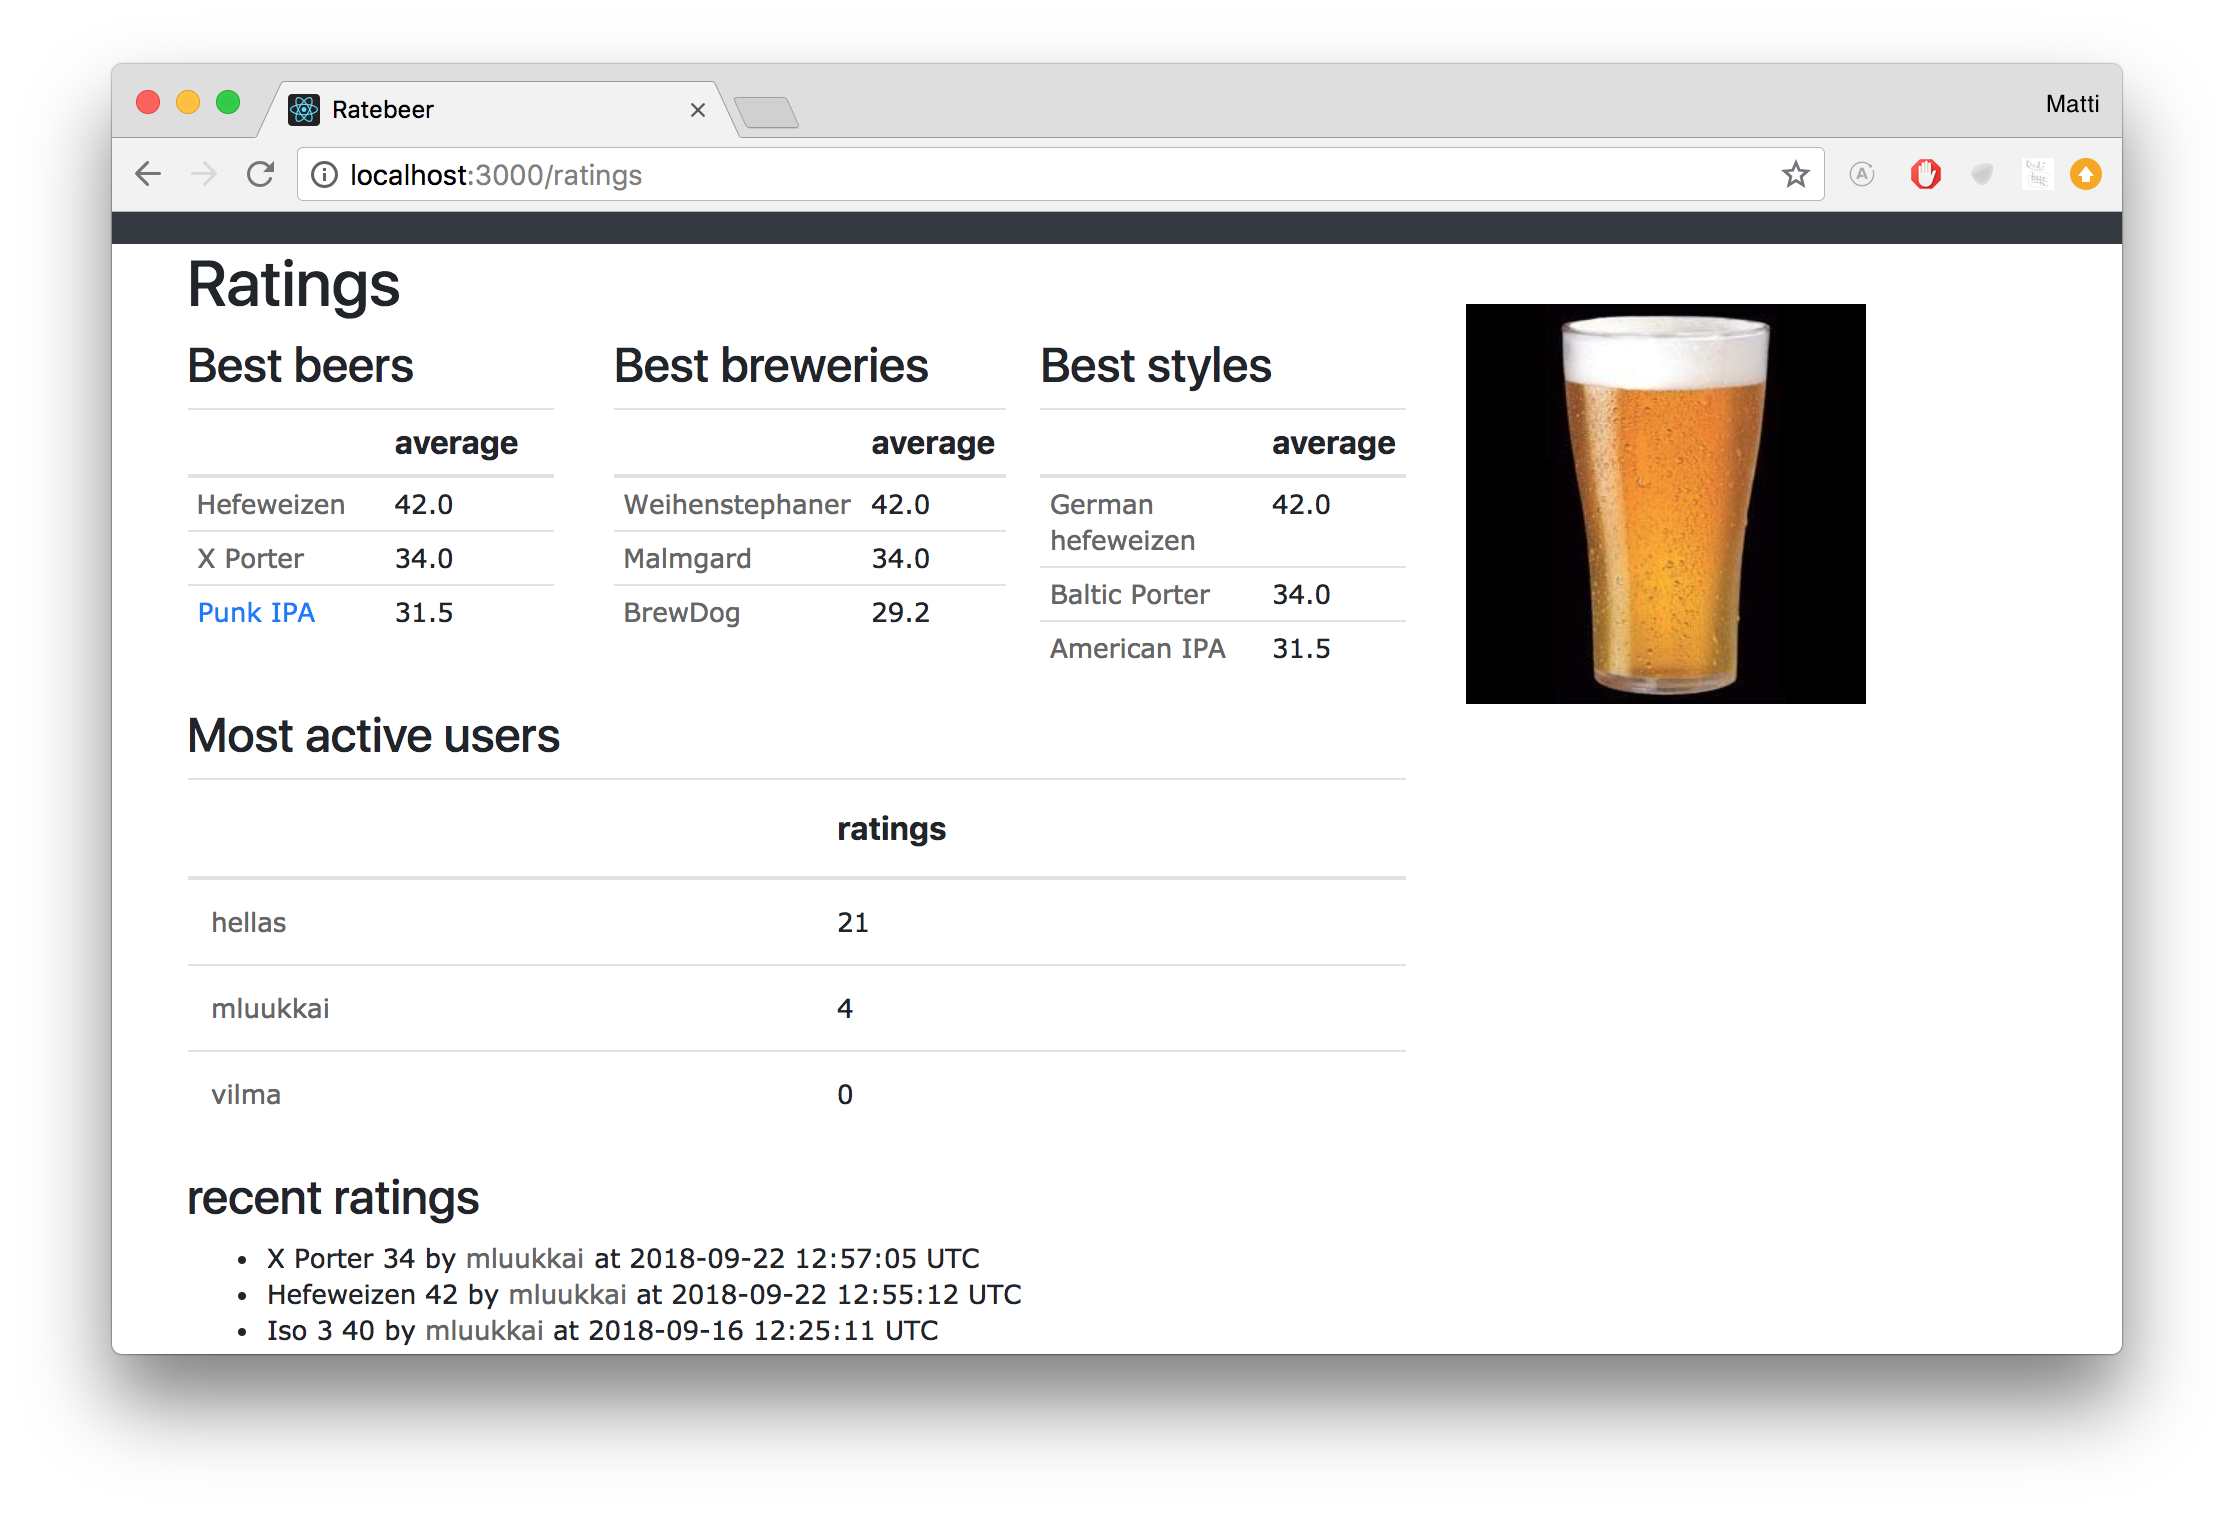 Ratebeer
Matti
localhost:3000/ratings
Ratings
Best beers
average
Hefeweizen 42.0
X Porter 34.0
Punk IPA 31.5
Best breweries
average
Weihenstephaner 42.0
Malmgard 34.0
BrewDog 29.2
Best styles
average
German 42.0
hefeweizen
Baltic Porter 34.0
American IPA 31.5
Most active users
ratings
hellas 21
mluukkai 4
vilma 0
recent ratings
• X Porter 34 by mluukkai at 2018-09-22 12:57:05 UTC
• Hefeweizen 42 by mluukkai at 2018-09-22 12:55:12 UTC
• Iso 3 40 by mluukkai at 2018-09-16 12:25:11 UTC